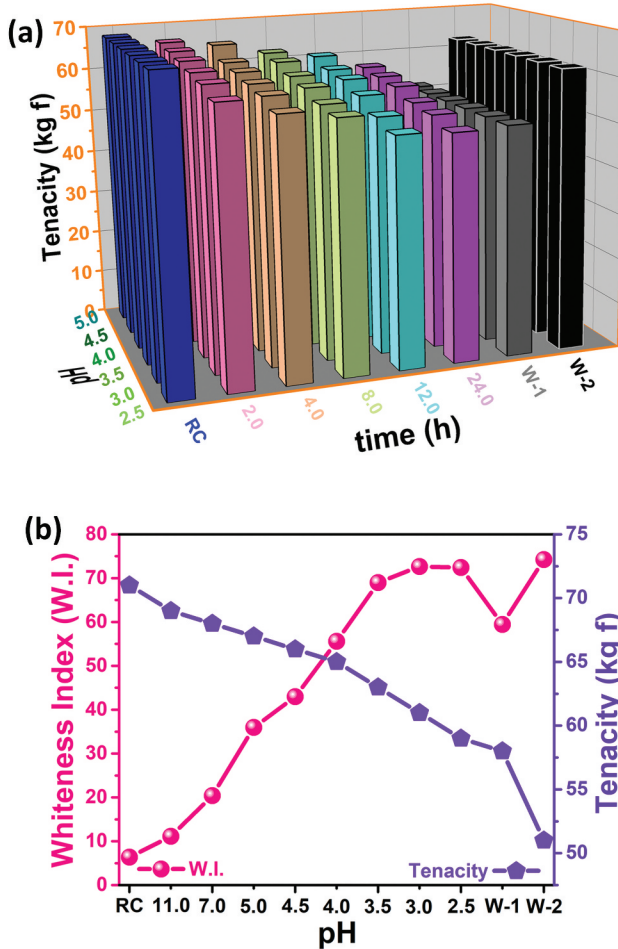 (a)
Tenacity (kg f)
70
60
50
40
30
20
10
0
5.0
4.5
4.0
3.5
3.0
2.5
pH
RC
2.0
4.0
8.0
12.0
24.0
W-1
W-2
time (h)
(b)
Whiteness Index (W.I.)
80
70
60
50
40
30
20
10
0
Tenacity (kg f)
75
70
65
60
55
50
W.I.
Tenacity
RC 11.0 7.0 5.0 4.5 4.0 3.5 3.0 2.5 W-1 W-2
pH